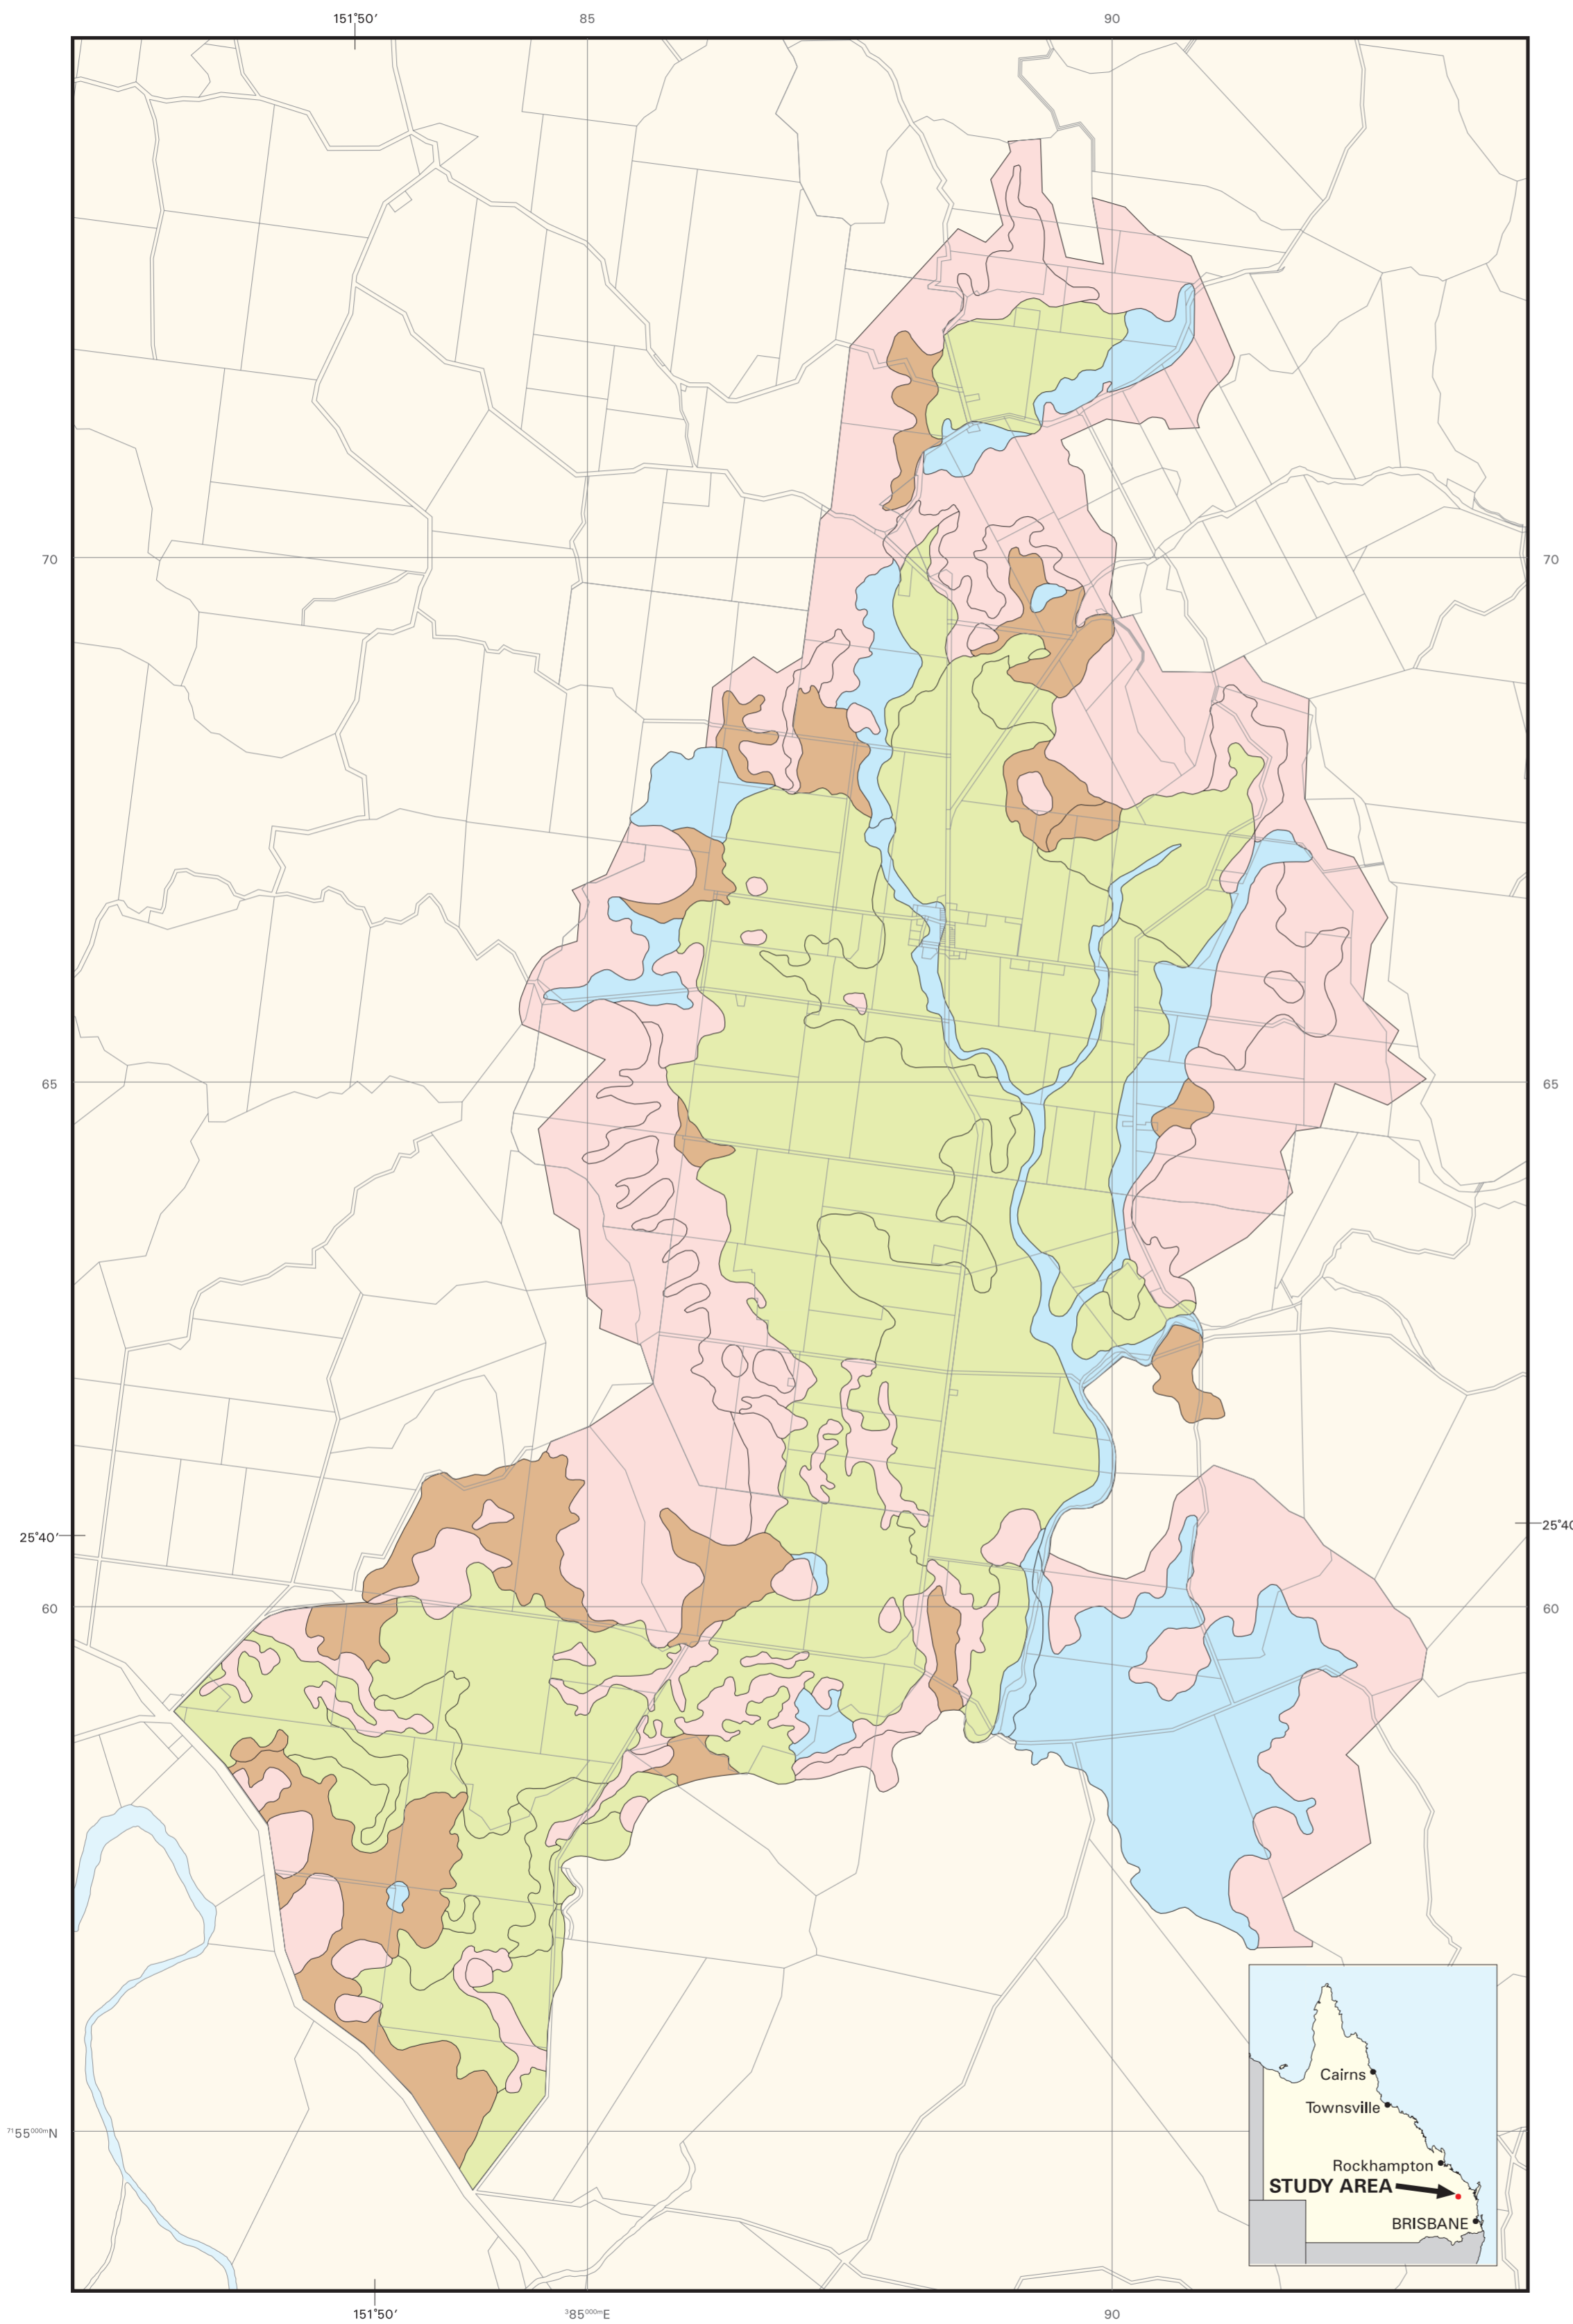 151°50′ 85 90
70 70
65 65
25°40′ 25°40
60 60
7155000mN
Cairns
Townsville
Rockhampton
STUDY AREA
BRISBANE
151°50′ 385000mE 90